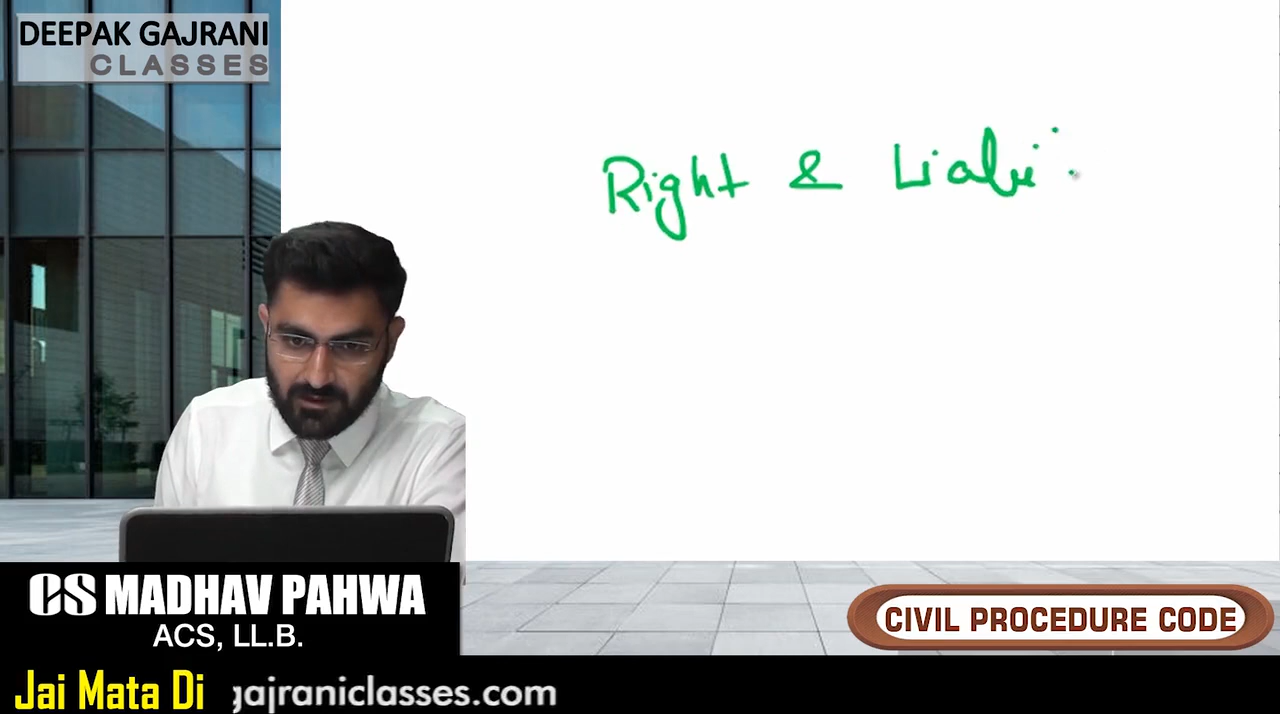 DEEPAK GAJRANI
CLASSES
Right & Liabi
CS MADHAV PAHWA
ACS, LL.B.
CIVIL PROCEDURE CODE
Jai Mata Di
gajraniclasses.com